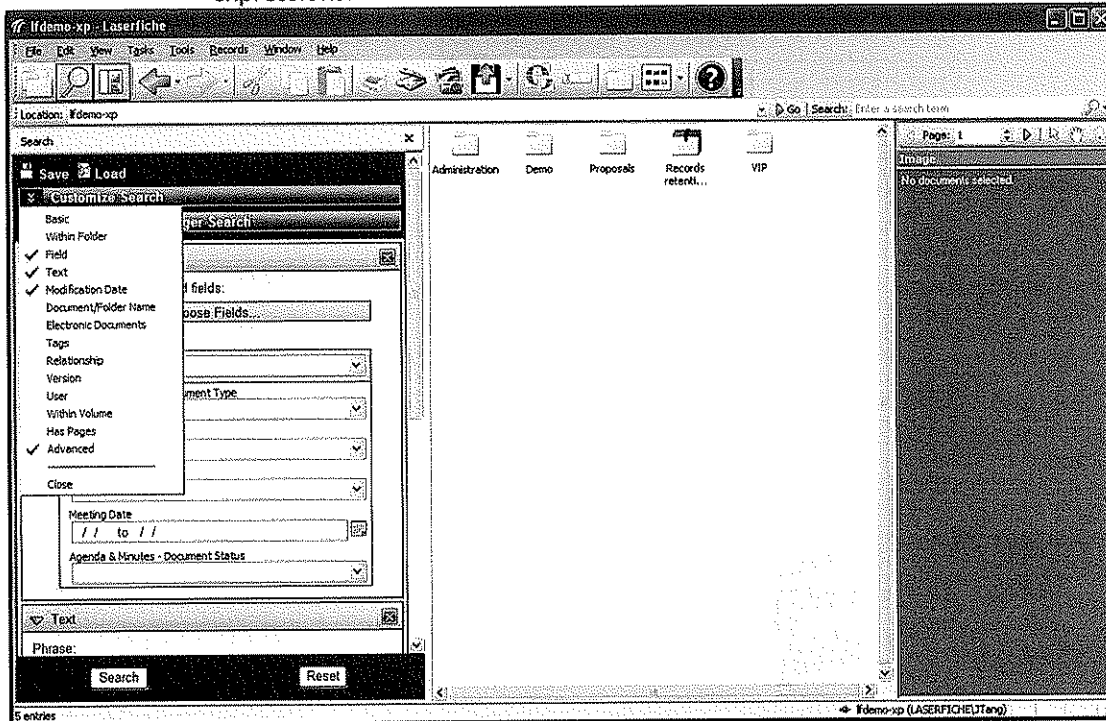 lfdemo-xp - Laserfiche
File Edit View Tasks Tools Records Window Help
Location: lfdemo-xp
Go Search: Enter a search term
Search
Save Load
Customize Search
ger Search
Basic
Within Folder
Field
Text
Modification Date
Document/Folder Name
Electronic Documents
Tags
Relationship
Version
User
Within Volume
Has Pages
Advanced
Close
d fields:
oose Fields...
ument Type
Meeting Date
/ / to / /
Agenda & Minutes - Document Status
Text
Phrase:
Search Reset
Administration Demo Proposals Records retenti... VIP
Page: 1
Image
No documents selected.
5 entries
lfdemo-xp (LASERFICHE\JTang)